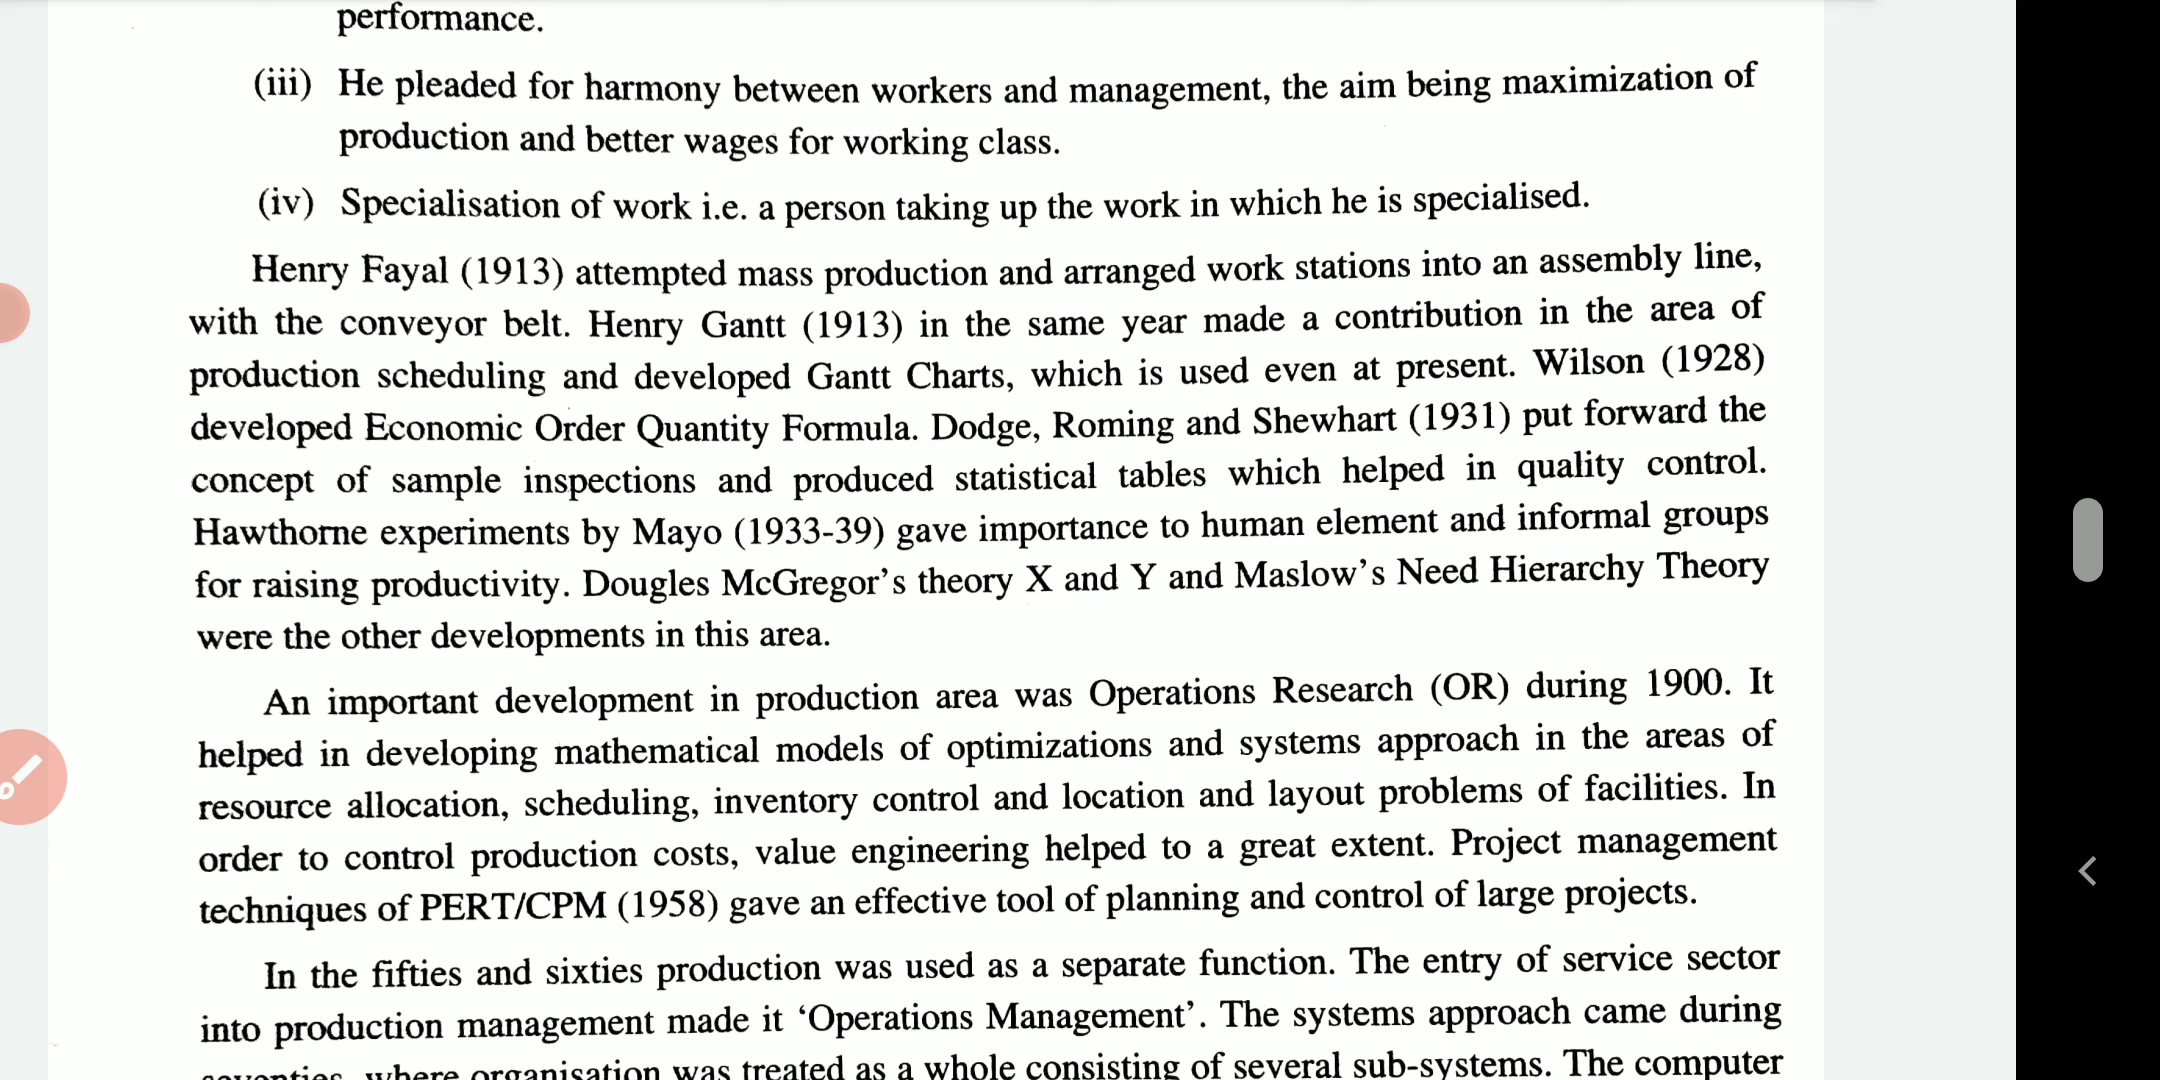 performance.
(iii) He pleaded for harmony between workers and management, the aim being maximization of
production and better wages for working class.
(iv) Specialisation of work i.e. a person taking up the work in which he is specialised.
Henry Fayal (1913) attempted mass production and arranged work stations into an assembly line,
with the conveyor belt. Henry Gantt (1913) in the same year made a contribution in the area of
production scheduling and developed Gantt Charts, which is used even at present. Wilson (1928)
developed Economic Order Quantity Formula. Dodge, Roming and Shewhart (1931) put forward the
concept of sample inspections and produced statistical tables which helped in quality control.
Hawthorne experiments by Mayo (1933-39) gave importance to human element and informal groups
for raising productivity. Dougles McGregor’s theory X and Y and Maslow’s Need Hierarchy Theory
were the other developments in this area.
An important development in production area was Operations Research (OR) during 1900. It
helped in developing mathematical models of optimizations and systems approach in the areas of
resource allocation, scheduling, inventory control and location and layout problems of facilities. In
order to control production costs, value engineering helped to a great extent. Project management
techniques of PERT/CPM (1958) gave an effective tool of planning and control of large projects.
In the fifties and sixties production was used as a separate function. The entry of service sector
into production management made it ‘Operations Management’. The systems approach came during
seventies, where organisation was treated as a whole consisting of several sub-systems. The computer